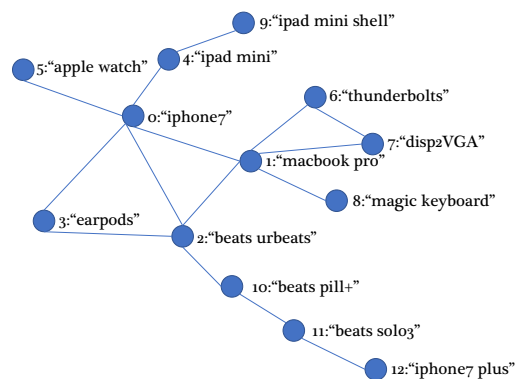 9:“ipad mini shell”
4:“ipad mini”
5:“apple watch”
6:“thunderbolts”
0:“iphone7”
7:“disp2VGA”
1:“macbook pro”
8:“magic keyboard”
3:“earpods”
2:“beats urbeats”
10:“beats pill+”
11:“beats solo3”
12:“iphone7 plus”